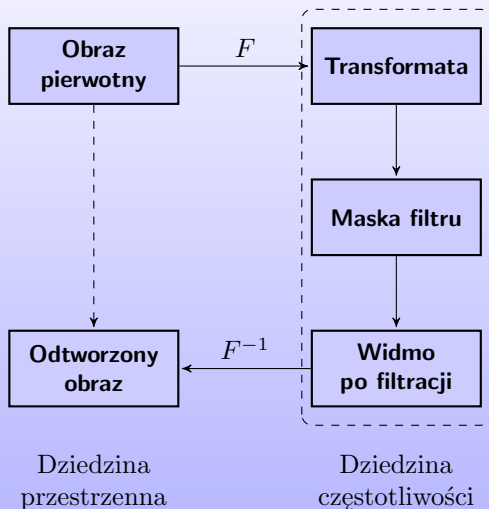 Obraz
pierwotny
F
Transformata
Maska filtru
Odtworzony
obraz
F⁻¹
Widmo
po filtracji
Dziedzina
przestrzenna
Dziedzina
częstotliwości